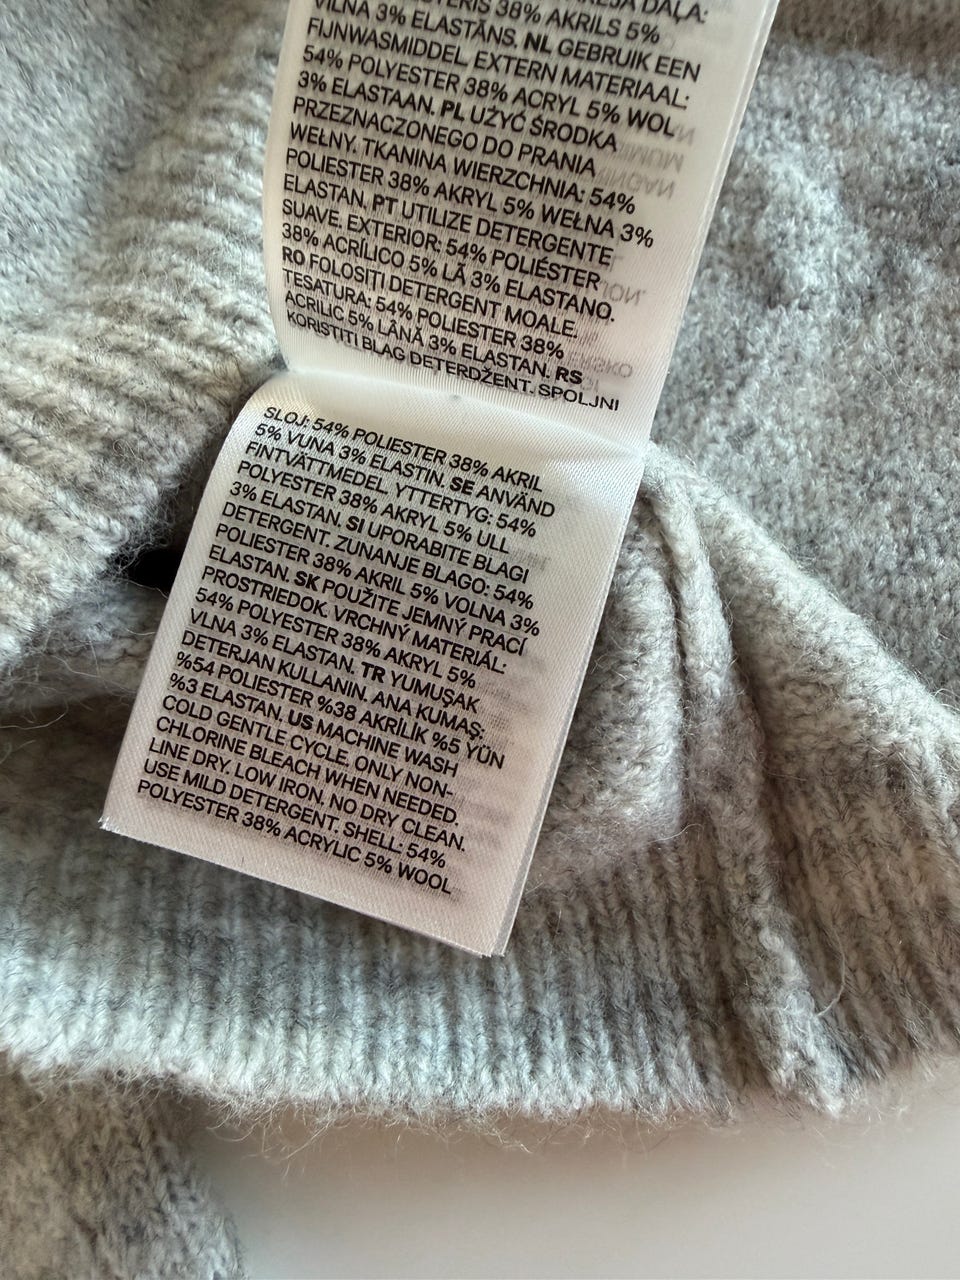 54% POLYESTERIS 38% AKRILS 5%
VILNA 3% ELASTĀNS. NL GEBRUIK EEN
FIJNWASMIDDEL. EXTERN MATERIAAL:
54% POLYESTER 38% ACRYL 5% WOL
3% ELASTAAN. PL UŻYĆ ŚRODKA
PRZEZNACZONEGO DO PRANIA
WEŁNY. TKANINA WIERZCHNIA: 54%
POLIESTER 38% AKRYL 5% WEŁNA 3%
ELASTAN. PT UTILIZE DETERGENTE
SUAVE. EXTERIOR: 54% POLIÉSTER
38% ACRÍLICO 5% LÃ 3% ELASTANO.
RO FOLOSIȚI DETERGENT MOALE.
TESATURA: 54% POLIESTER 38%
ACRILIC 5% LÂNĂ 3% ELASTAN. RS
KORISTITI BLAG DETERDŽENT. SPOLJNI
SLOJ: 54% POLIESTER 38% AKRIL
5% VUNA 3% ELASTIN. SE ANVÄND
FINTVÄTTMEDEL. YTTERTYG: 54%
POLYESTER 38% AKRYL 5% ULL
3% ELASTAN. SI UPORABITE BLAGI
DETERGENT. ZUNANJE BLAGO: 54%
POLIESTER 38% AKRIL 5% VOLNA 3%
ELASTAN. SK POUŽITE JEMNÝ PRACÍ
PROSTRIEDOK. VRCHNÝ MATERIÁL:
54% POLYESTER 38% AKRYL 5%
VLNA 3% ELASTAN. TR YUMUŞAK
DETERJAN KULLANIN. ANA KUMAŞ:
%54 POLIESTER %38 AKRİLİK %5 YÜN
%3 ELASTAN. US MACHINE WASH
COLD GENTLE CYCLE. ONLY NON-
CHLORINE BLEACH WHEN NEEDED.
LINE DRY. LOW IRON. NO DRY CLEAN.
USE MILD DETERGENT. SHELL: 54%
POLYESTER 38% ACRYLIC 5% WOOL